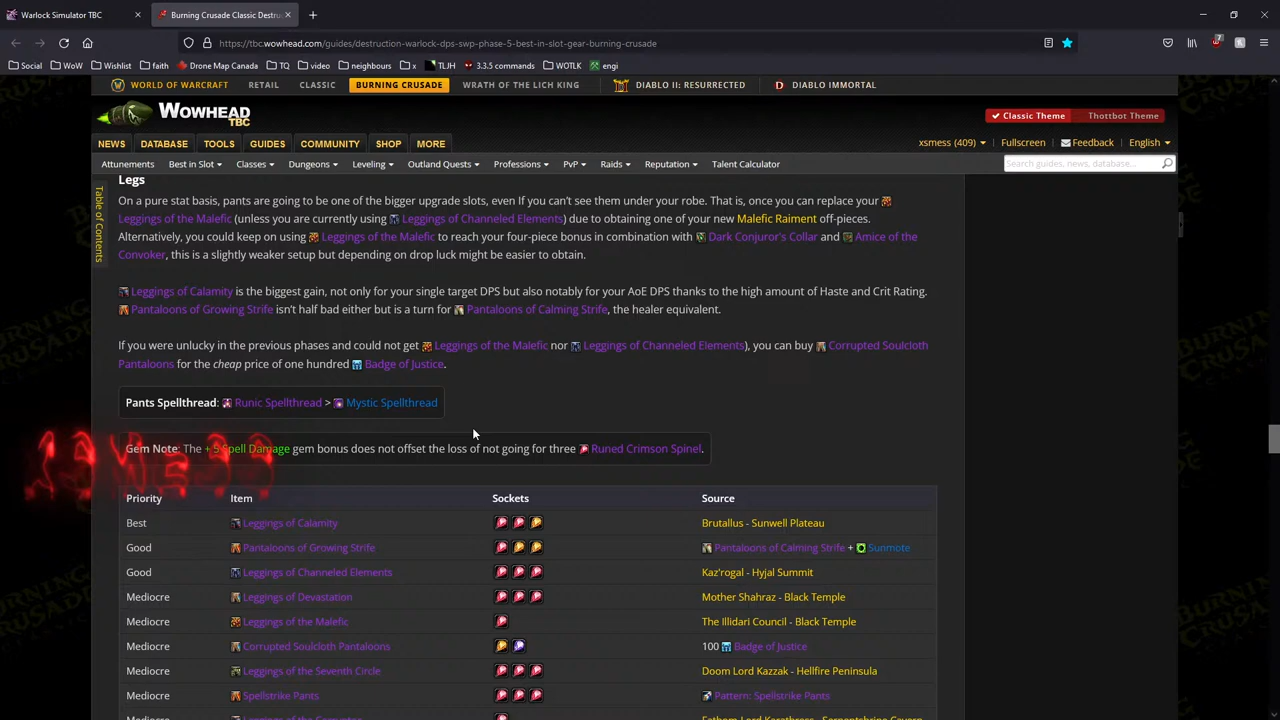 Warlock Simulator TBC
Burning Crusade Classic Destru
https://tbc.wowhead.com/guides/destruction-warlock-dps-swp-phase-5-best-in-slot-gear-burning-crusade
Social WoW Wishlist faith Drone Map Canada TQ video neighbours x TLJH 3.3.5 commands WOTLK engi
WORLD OF WARCRAFT RETAIL CLASSIC BURNING CRUSADE WRATH OF THE LICH KING DIABLO II: RESURRECTED DIABLO IMMORTAL
WOWHEAD TBC
Classic Theme Thottbot Theme
NEWS DATABASE TOOLS GUIDES COMMUNITY SHOP MORE
xsmess (409) Fullscreen Feedback English
Attunements Best in Slot Classes Dungeons Leveling Outland Quests Professions PvP Raids Reputation Talent Calculator
Search guides, news, database...
Table of Contents
Legs
On a pure stat basis, pants are going to be one of the bigger upgrade slots, even If you can't see them under your robe. That is, once you can replace your
Leggings of the Malefic (unless you are currently using Leggings of Channeled Elements) due to obtaining one of your new Malefic Raiment off-pieces.
Alternatively, you could keep on using Leggings of the Malefic to reach your four-piece bonus in combination with Dark Conjuror's Collar and Amice of the
Convoker, this is a slightly weaker setup but depending on drop luck might be easier to obtain.
Leggings of Calamity is the biggest gain, not only for your single target DPS but also notably for your AoE DPS thanks to the high amount of Haste and Crit Rating.
Pantaloons of Growing Strife isn't half bad either but is a turn for Pantaloons of Calming Strife, the healer equivalent.
If you were unlucky in the previous phases and could not get Leggings of the Malefic nor Leggings of Channeled Elements), you can buy Corrupted Soulcloth
Pantaloons for the cheap price of one hundred Badge of Justice.
Pants Spellthread: Runic Spellthread > Mystic Spellthread
Gem Note: The + 5 Spell Damage gem bonus does not offset the loss of not going for three Runed Crimson Spinel.
Priority Item Sockets Source
Best Leggings of Calamity Brutallus - Sunwell Plateau
Good Pantaloons of Growing Strife Pantaloons of Calming Strife + Sunmote
Good Leggings of Channeled Elements Kaz'rogal - Hyjal Summit
Mediocre Leggings of Devastation Mother Shahraz - Black Temple
Mediocre Leggings of the Malefic The Illidari Council - Black Temple
Mediocre Corrupted Soulcloth Pantaloons 100 Badge of Justice
Mediocre Leggings of the Seventh Circle Doom Lord Kazzak - Hellfire Peninsula
Mediocre Spellstrike Pants Pattern: Spellstrike Pants